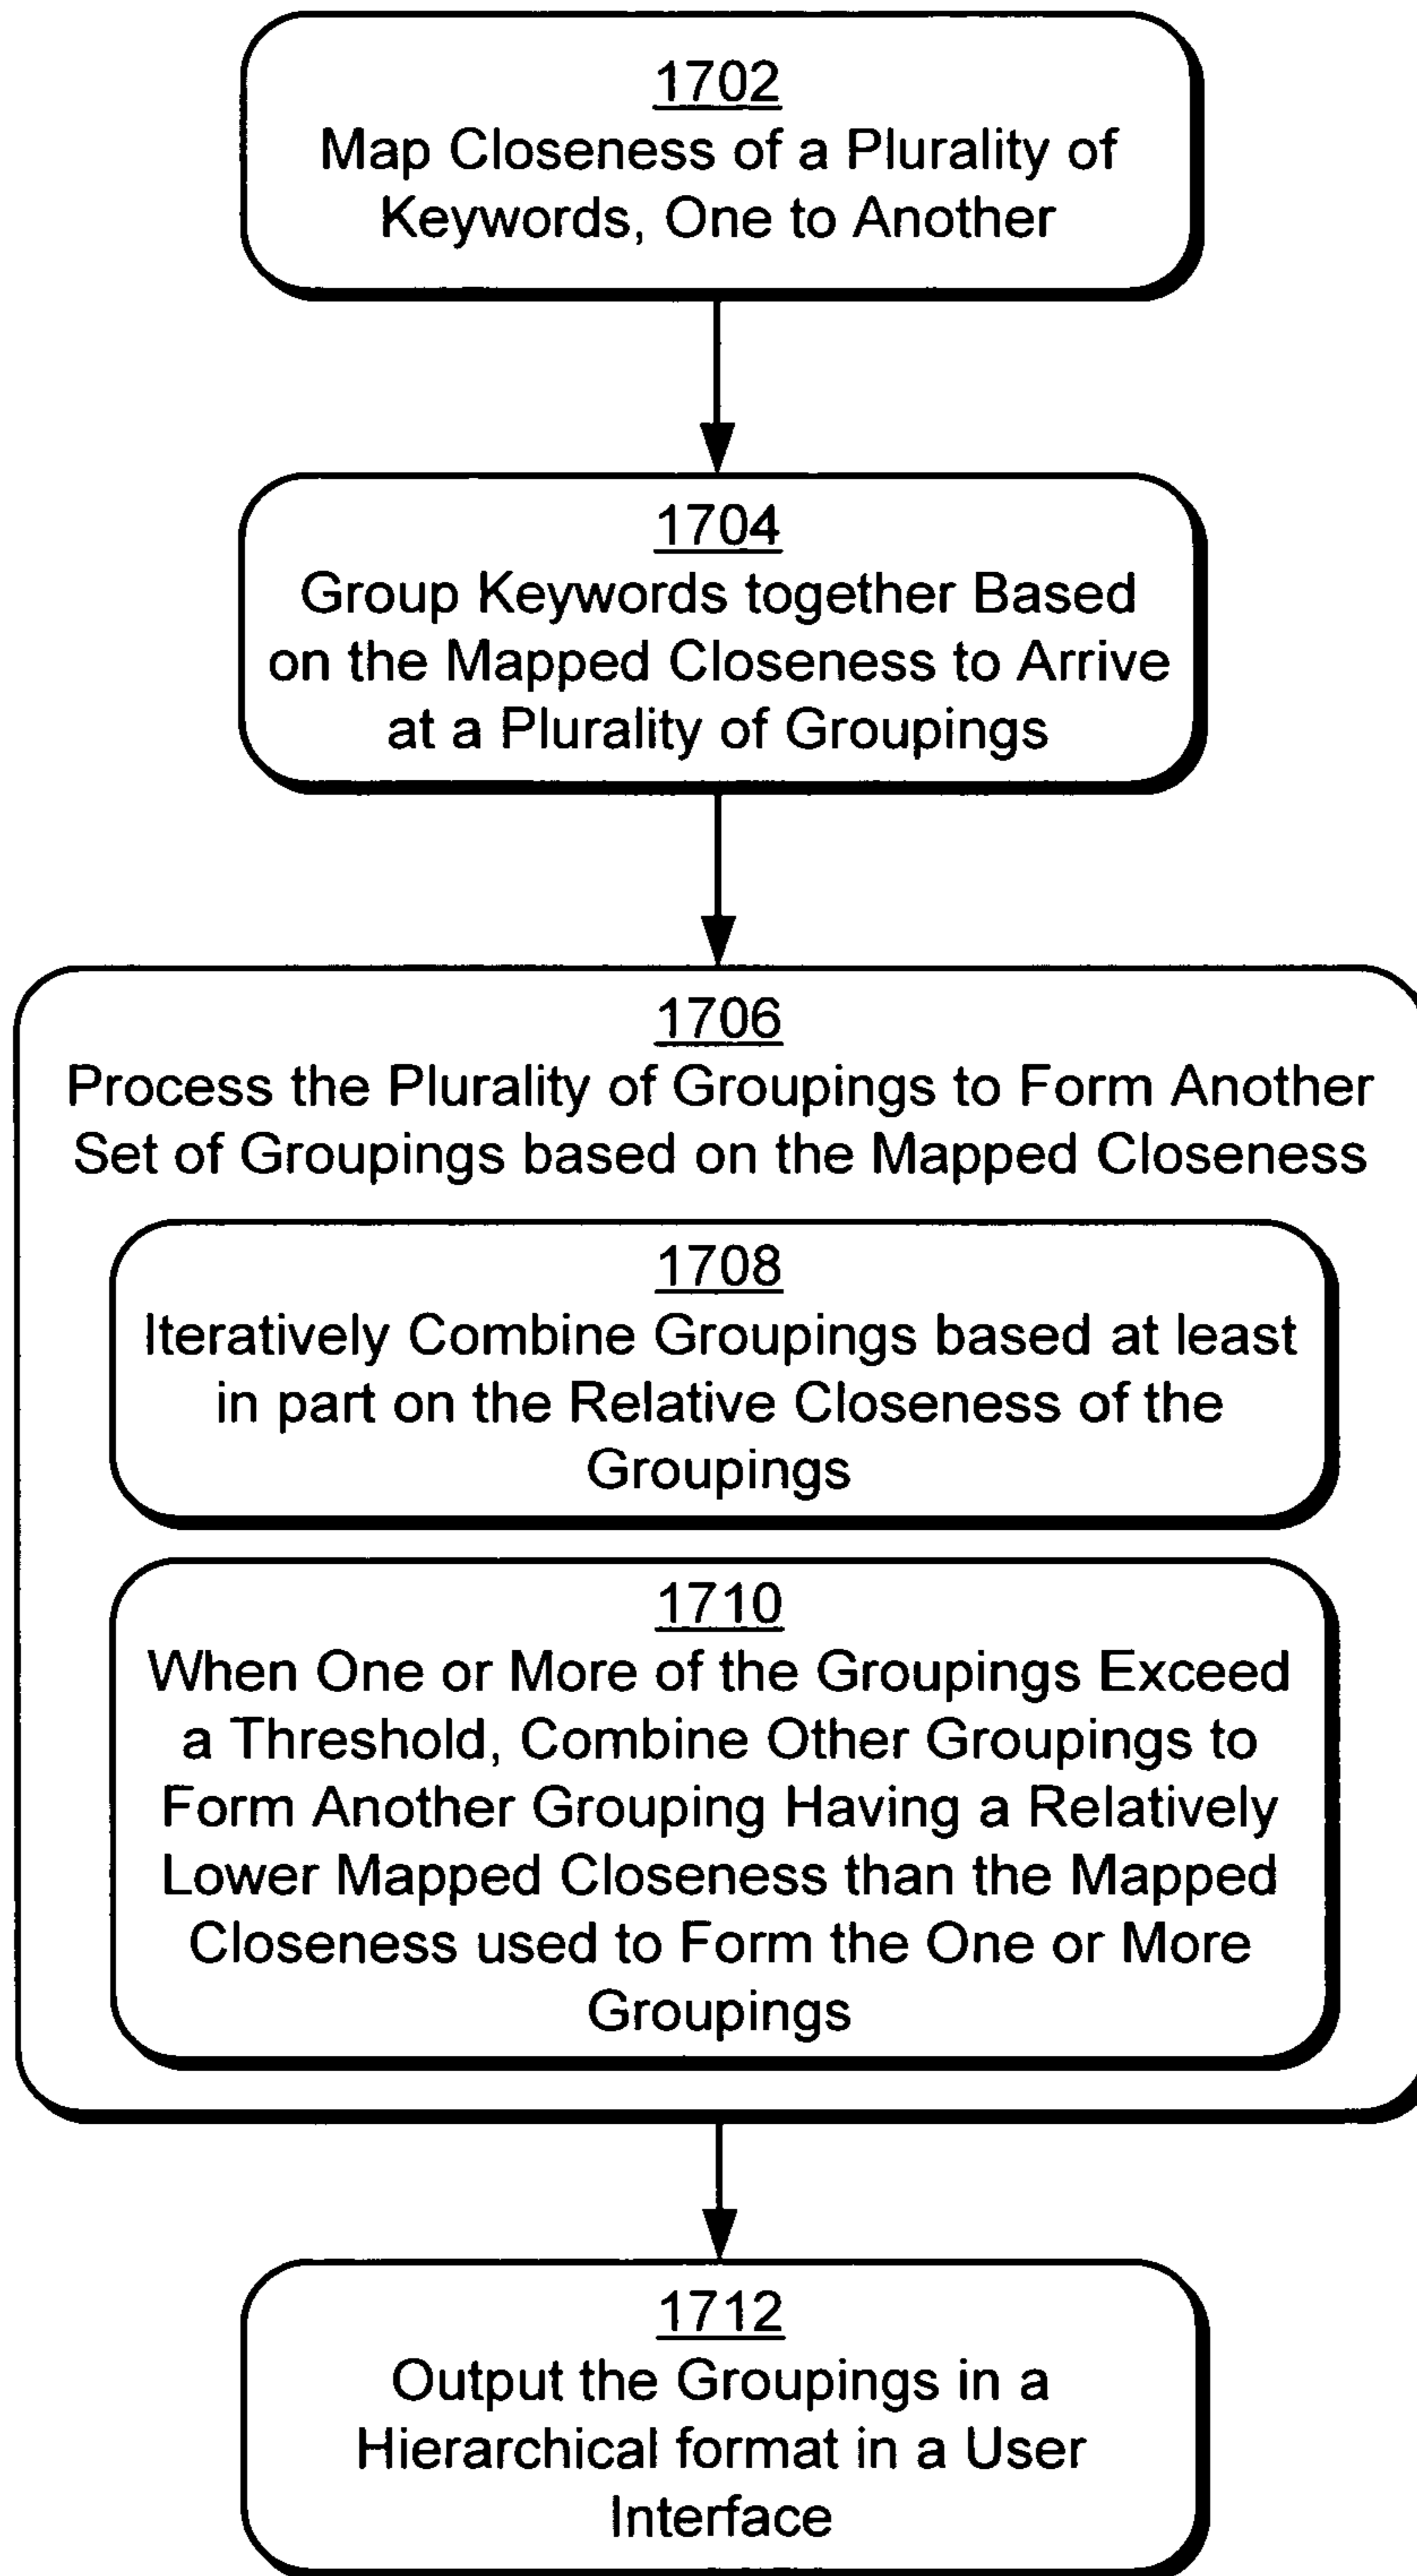 1702
Map Closeness of a Plurality of
Keywords, One to Another
1704
Group Keywords together Based
on the Mapped Closeness to Arrive
at a Plurality of Groupings
1706
Process the Plurality of Groupings to Form Another
Set of Groupings based on the Mapped Closeness
1708
Iteratively Combine Groupings based at least
in part on the Relative Closeness of the
Groupings
1710
When One or More of the Groupings Exceed
a Threshold, Combine Other Groupings to
Form Another Grouping Having a Relatively
Lower Mapped Closeness than the Mapped
Closeness used to Form the One or More
Groupings
1712
Output the Groupings in a
Hierarchical format in a User
Interface